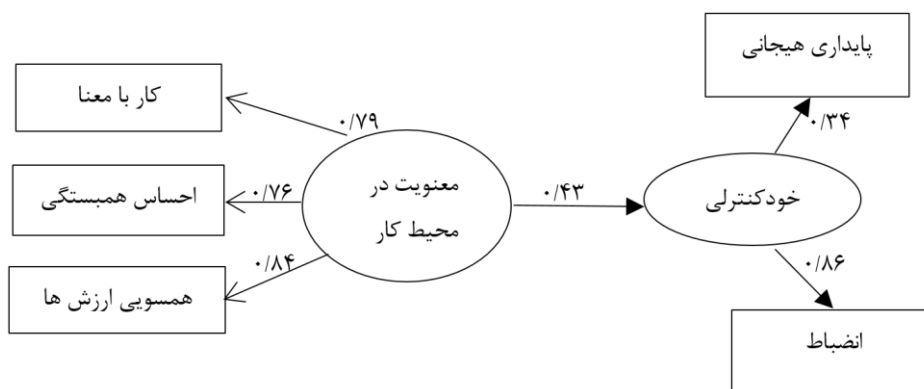 پایداری هیجانی
کار با معنا
۰/۷۹
۰/۳۴
احساس همبستگی
۰/۷۶
معنویت در
محیط کار
۰/۴۳
خودکنترلی
۰/۸۴
۰/۸۶
همسویی ارزش ها
انضباط